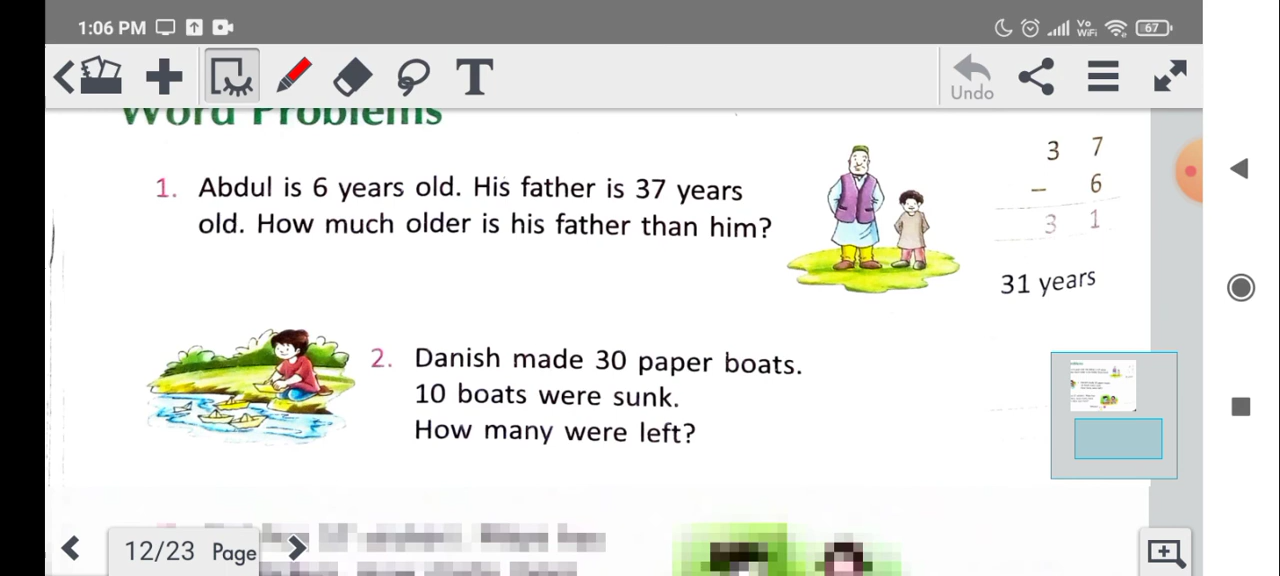 1:06 PM
Vo
WiFi
67
T
Undo
Word Problems
1. Abdul is 6 years old. His father is 37 years
old. How much older is his father than him?
3 7
– 6
3 1
31 years
2. Danish made 30 paper boats.
10 boats were sunk.
How many were left?
12/23 Page